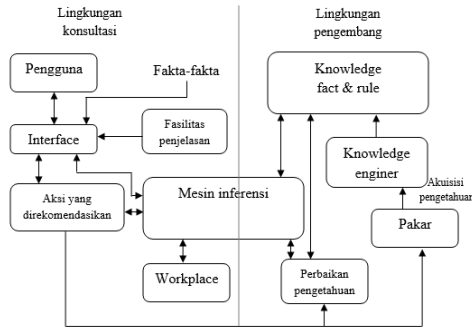 Lingkungan
konsultasi
Lingkungan
pengembang
Pengguna
Fakta-fakta
Knowledge
fact & rule
Fasilitas
penjelasan
Interface
Knowledge
enginer
Akuisisi
pengetahuan
Aksi yang
direkomendasikan
Mesin inferensi
Pakar
Workplace
Perbaikan
pengetahuan